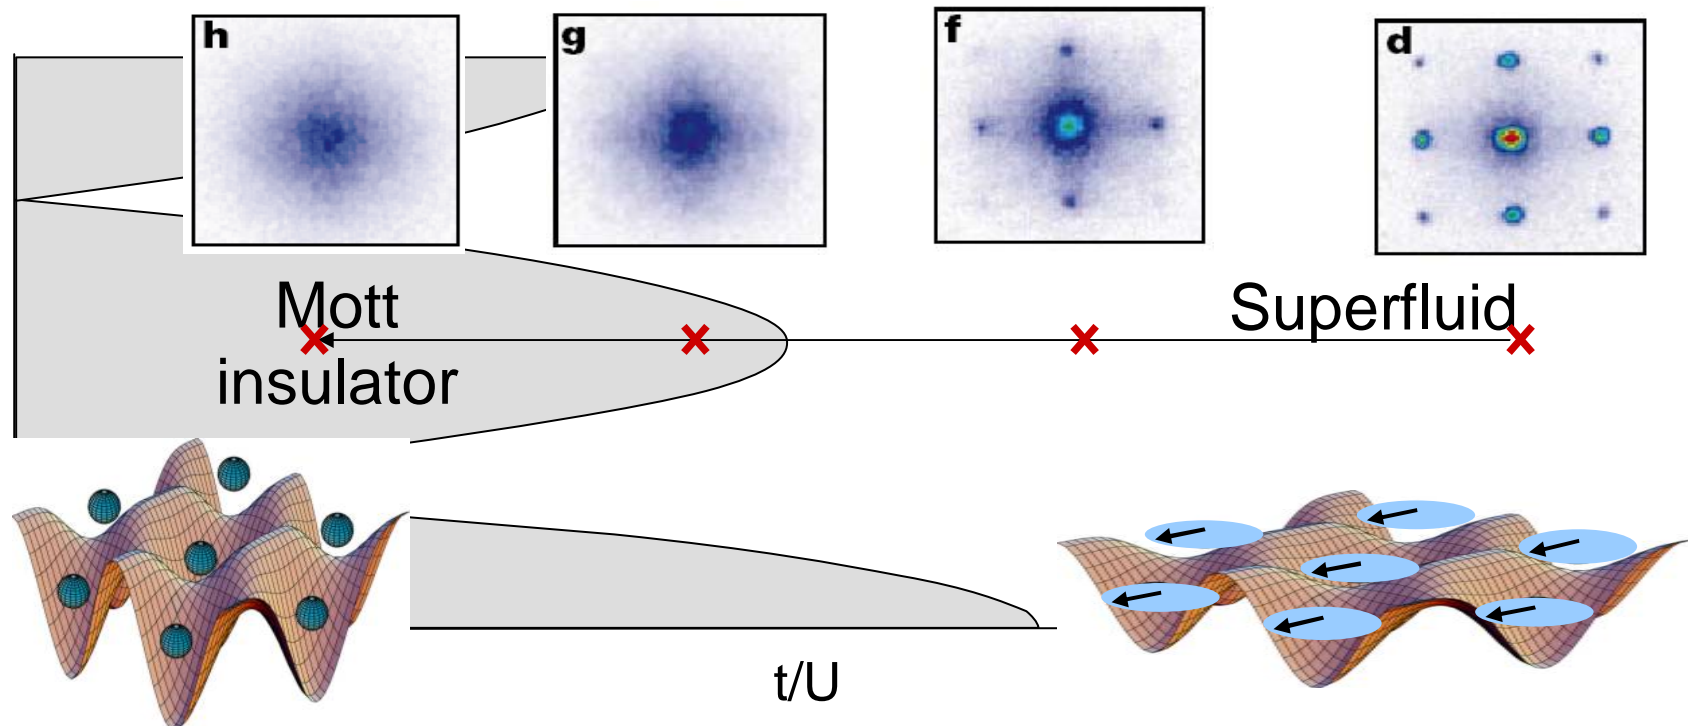 h
g
f
d
Mott
insulator
Superfluid
t/U